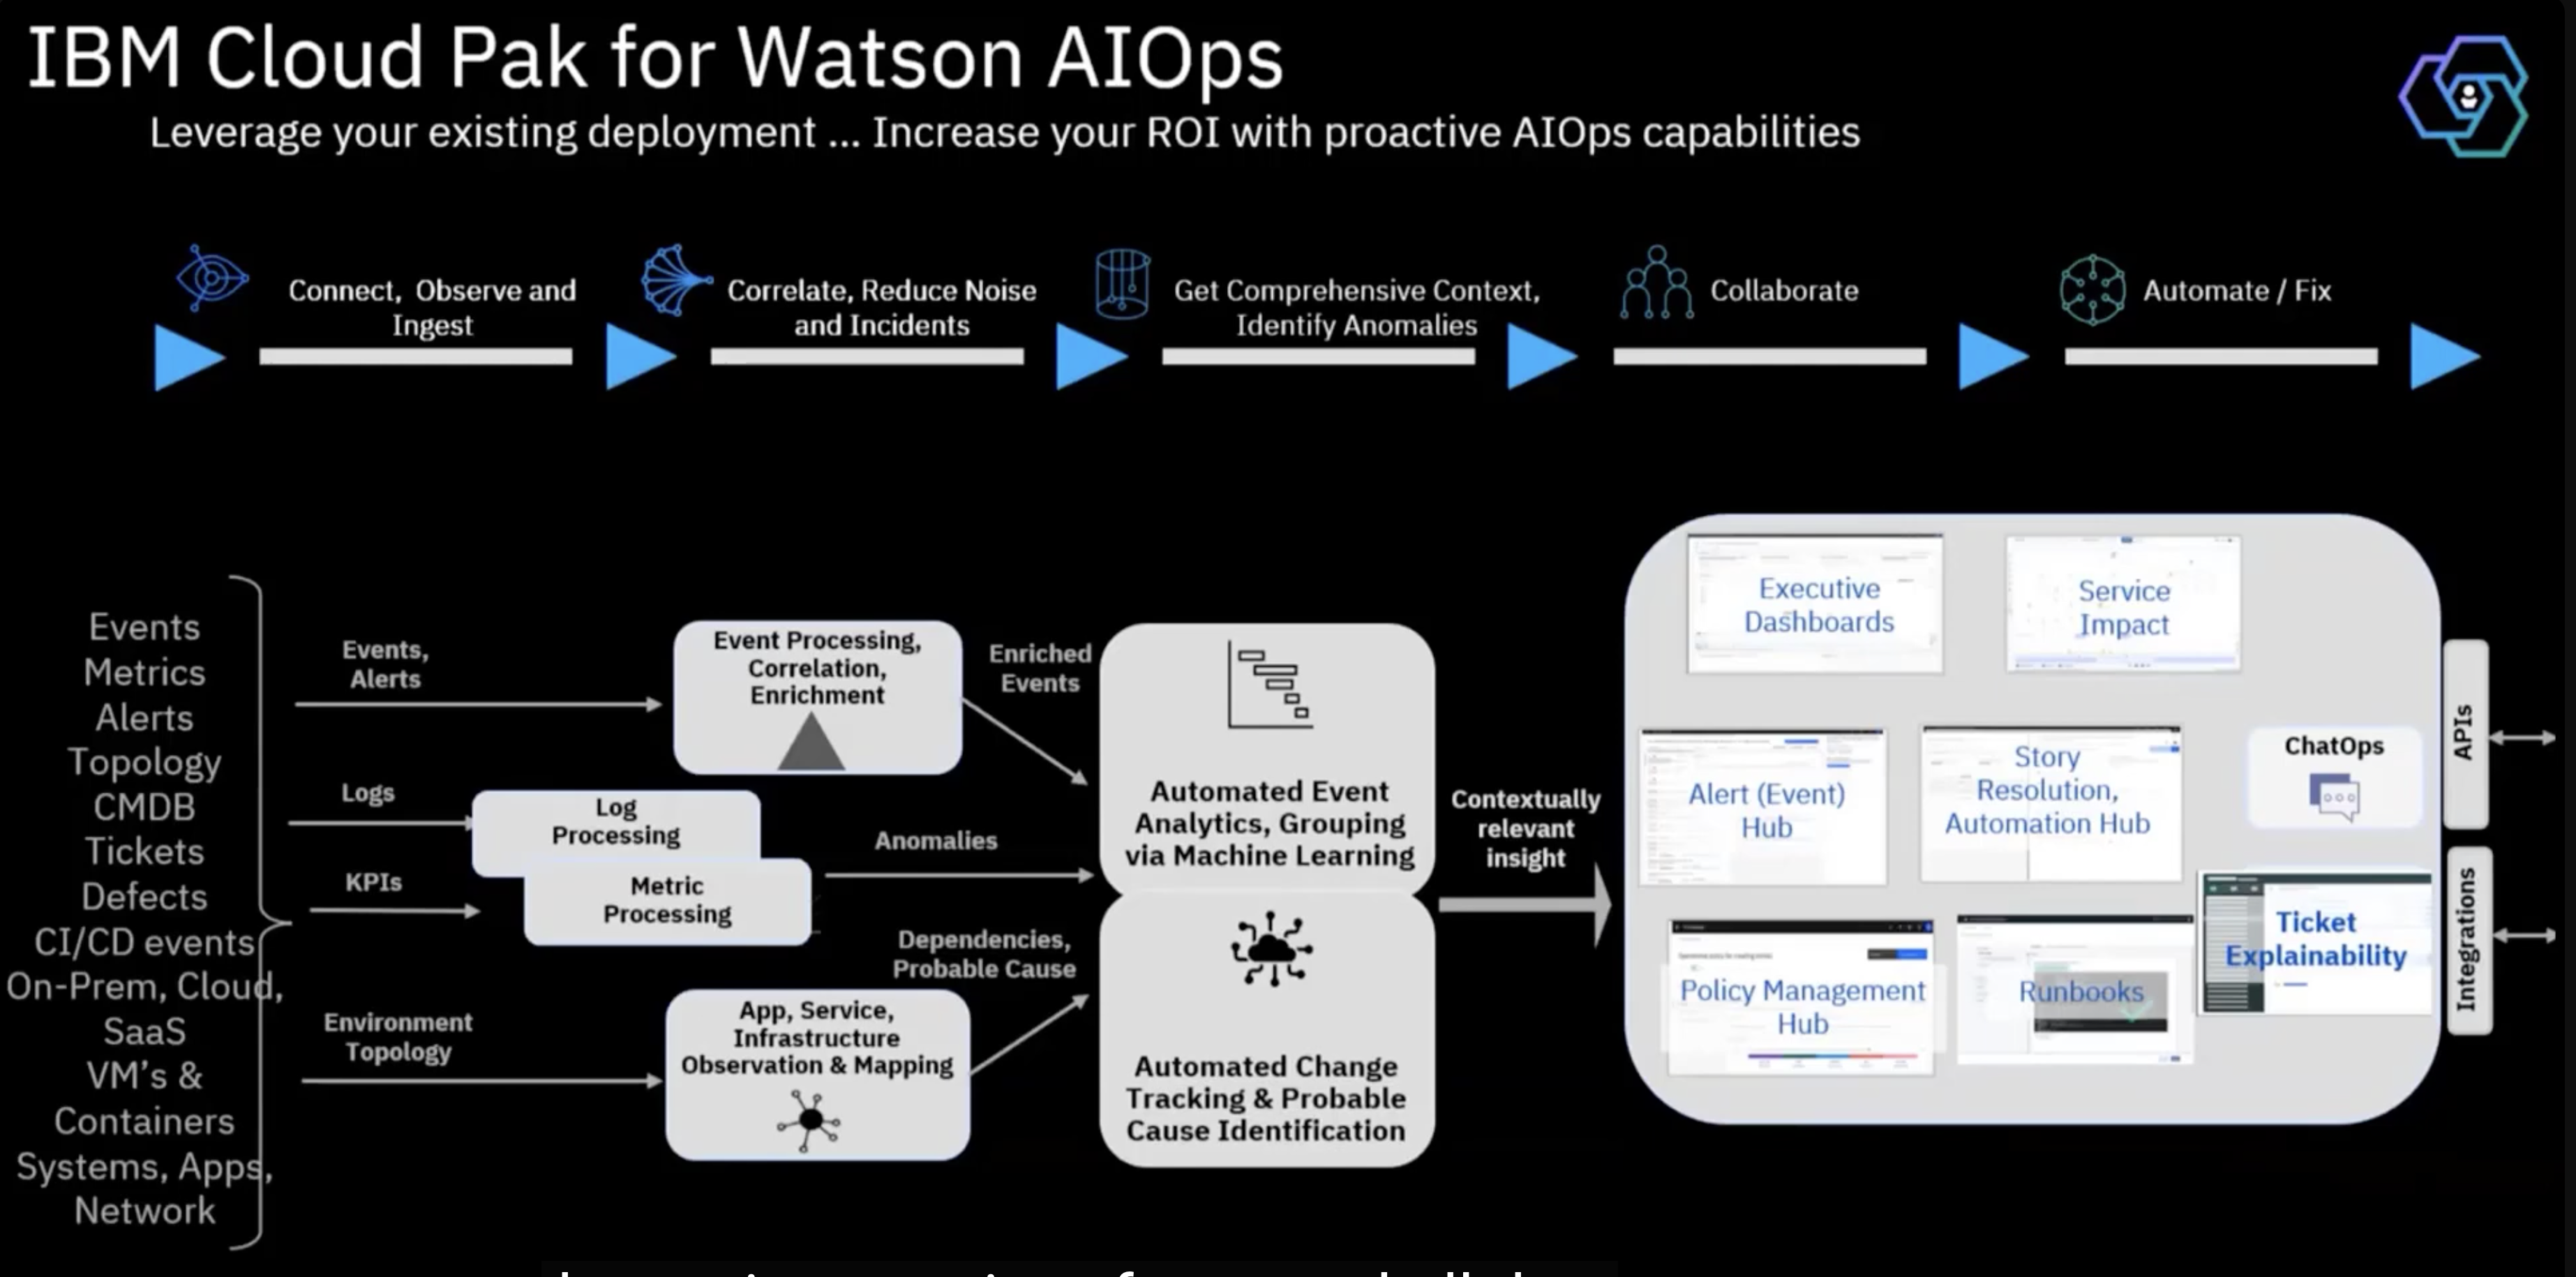 IBM Cloud Pak for Watson AIOps
Leverage your existing deployment ... Increase your ROI with proactive AIOps capabilities
Connect, Observe and
Ingest
Correlate, Reduce Noise
and Incidents
Get Comprehensive Context,
Identify Anomalies
Collaborate
Automate / Fix
Events
Metrics
Alerts
Topology
CMDB
Tickets
Defects
CI/CD events
On-Prem, Cloud,
SaaS
VM's &
Containers
Systems, Apps,
Network
Events,
Alerts
Logs
KPIs
Environment
Topology
Event Processing,
Correlation,
Enrichment
Log
Processing
Metric
Processing
App, Service,
Infrastructure
Observation & Mapping
Enriched
Events
Anomalies
Dependencies,
Probable Cause
Automated Event
Analytics, Grouping
via Machine Learning
Automated Change
Tracking & Probable
Cause Identification
Contextually
relevant
insight
Executive
Dashboards
Service
Impact
Alert (Event)
Hub
Story
Resolution,
Automation Hub
ChatOps
Policy Management
Hub
Runbooks
Ticket
Explainability
APIs
Integrations